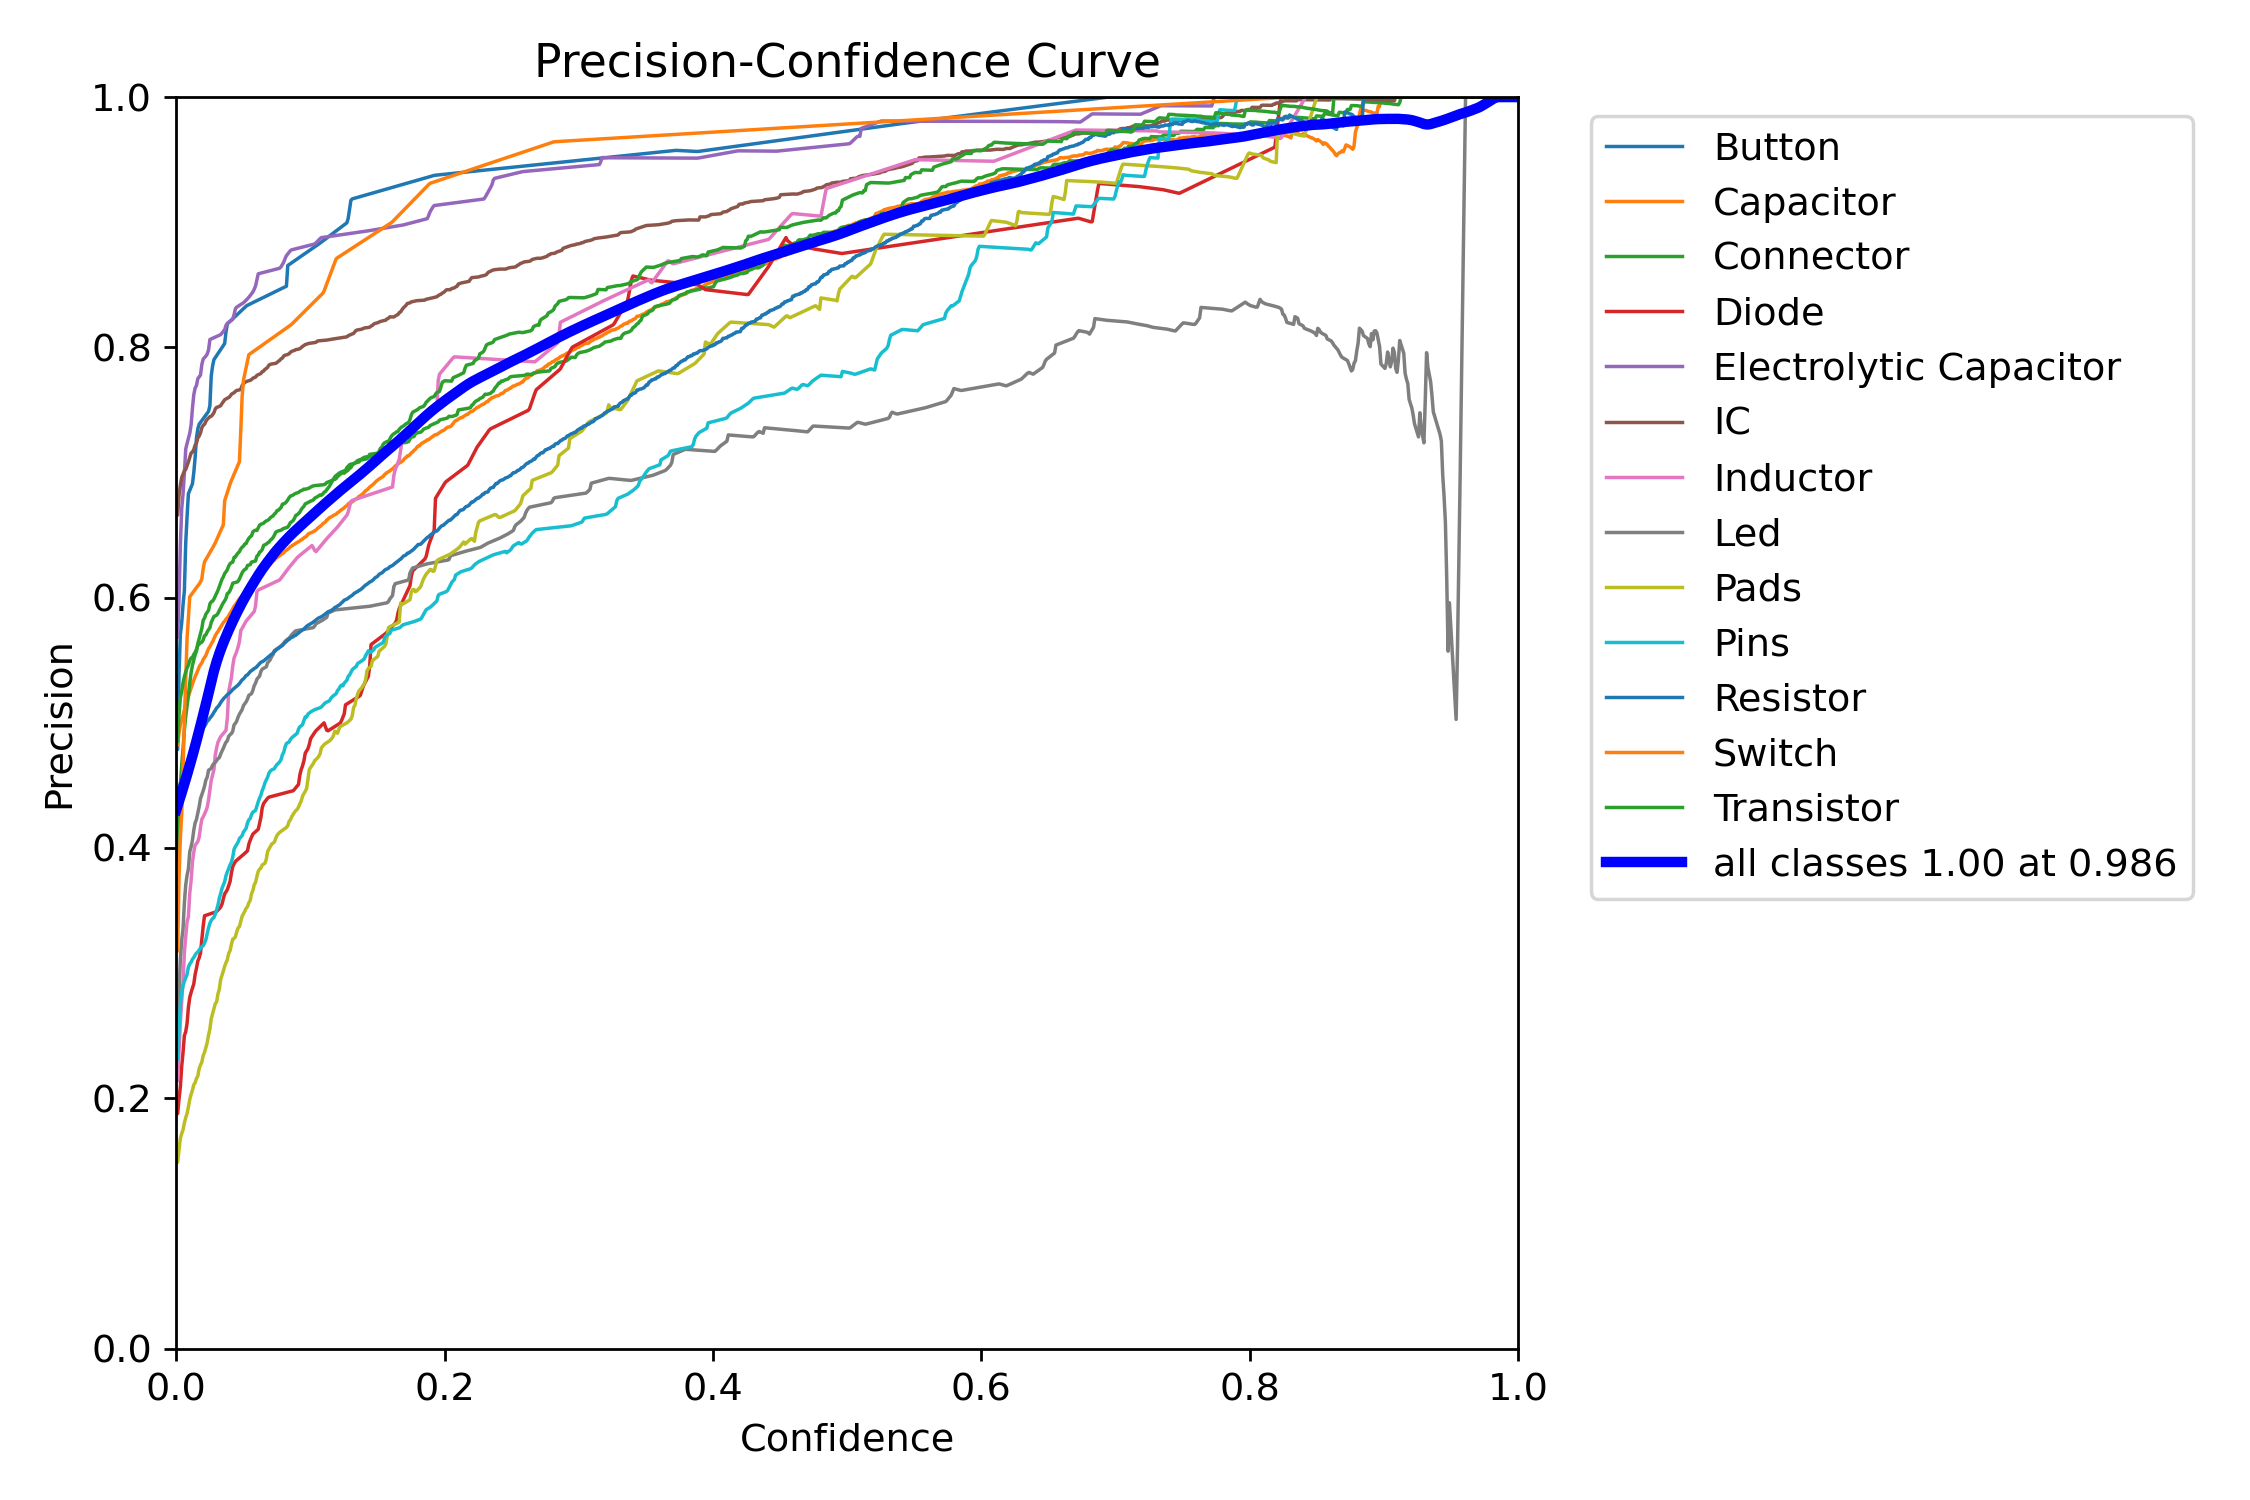 Precision-Confidence Curve
1.0
0.8
0.6
0.4
0.2
0.0
Precision
0.0 0.2 0.4 0.6 0.8 1.0
Confidence
Button
Capacitor
Connector
Diode
Electrolytic Capacitor
IC
Inductor
Led
Pads
Pins
Resistor
Switch
Transistor
all classes 1.00 at 0.986